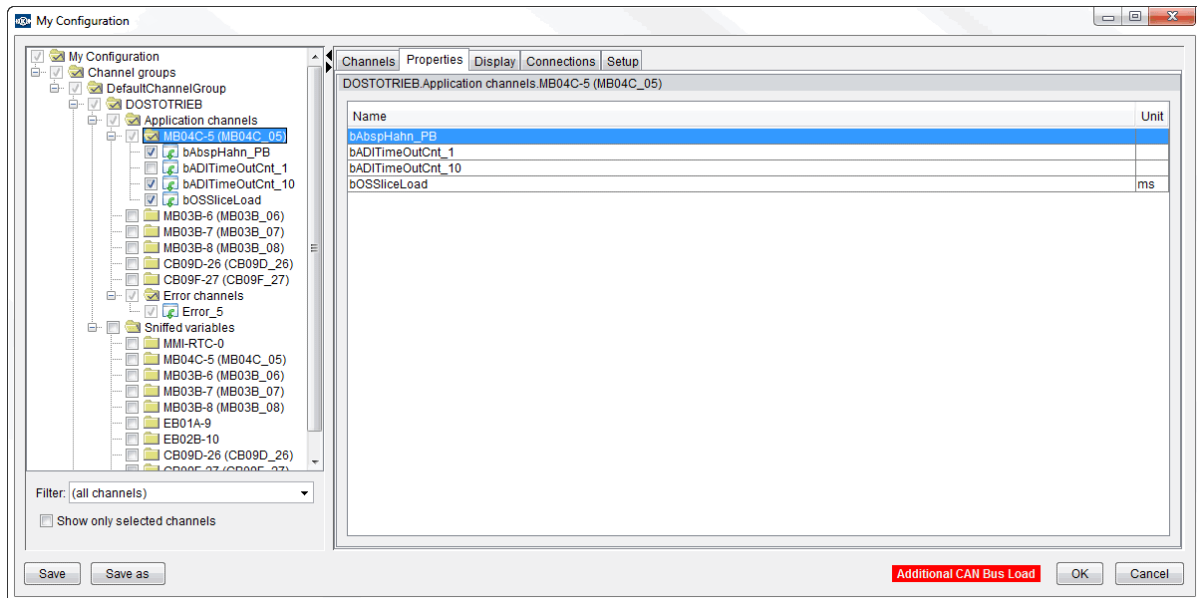 My Configuration
My Configuration
Channel groups
DefaultChannelGroup
DOSTOTRIEB
Application channels
MB04C-5 (MB04C_05)
bAbspHahn_PB
bADITimeOutCnt_1
bADITimeOutCnt_10
bOSSliceLoad
MB03B-6 (MB03B_06)
MB03B-7 (MB03B_07)
MB03B-8 (MB03B_08)
CB09D-26 (CB09D_26)
CB09F-27 (CB09F_27)
Error channels
Error_5
Sniffed variables
MMI-RTC-0
MB04C-5 (MB04C_05)
MB03B-6 (MB03B_06)
MB03B-7 (MB03B_07)
MB03B-8 (MB03B_08)
EB01A-9
EB02B-10
CB09D-26 (CB09D_26)
CB09F-27 (CB09F_27)
Filter: (all channels)
Show only selected channels
Channels Properties Display Connections Setup
DOSTOTRIEB.Application channels.MB04C-5 (MB04C_05)
Name Unit
bAbspHahn_PB
bADITimeOutCnt_1
bADITimeOutCnt_10
bOSSliceLoad ms
Save Save as Additional CAN Bus Load OK Cancel